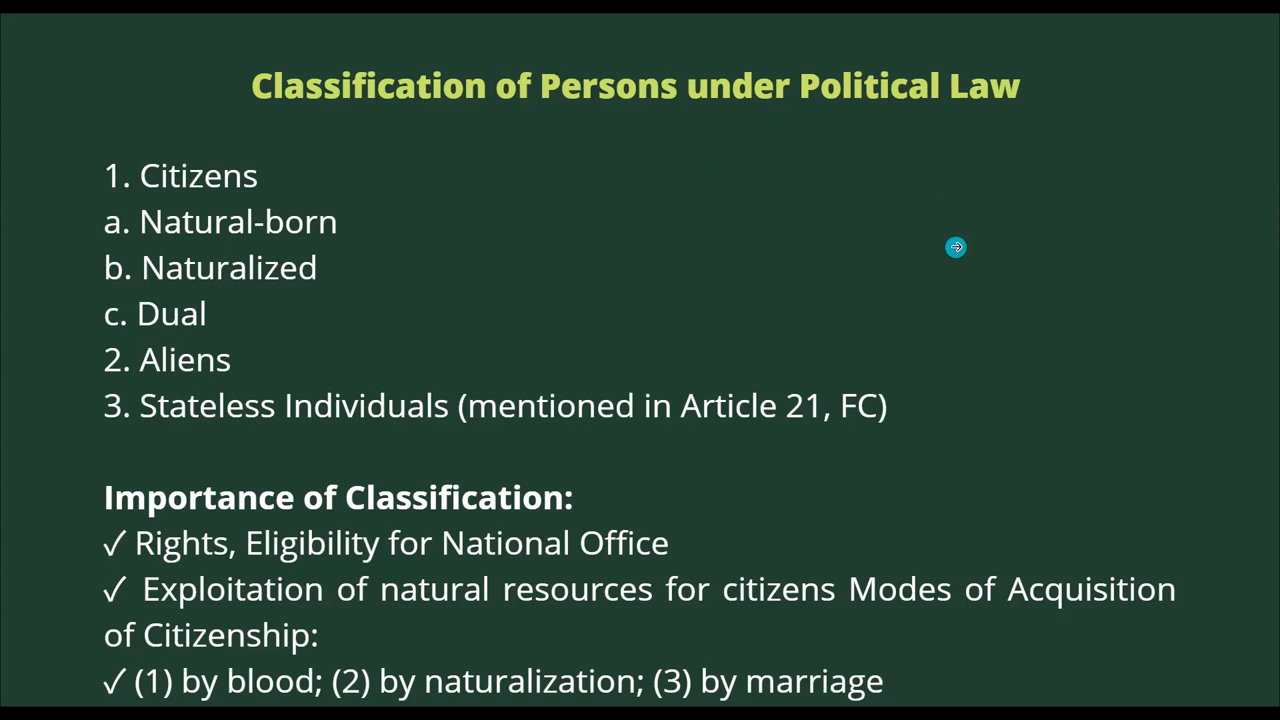 Classification of Persons under Political Law
1. Citizens
a. Natural-born
b. Naturalized
c. Dual
2. Aliens
3. Stateless Individuals (mentioned in Article 21, FC)
Importance of Classification:
✓ Rights, Eligibility for National Office
✓ Exploitation of natural resources for citizens Modes of Acquisition
of Citizenship:
✓ (1) by blood; (2) by naturalization; (3) by marriage